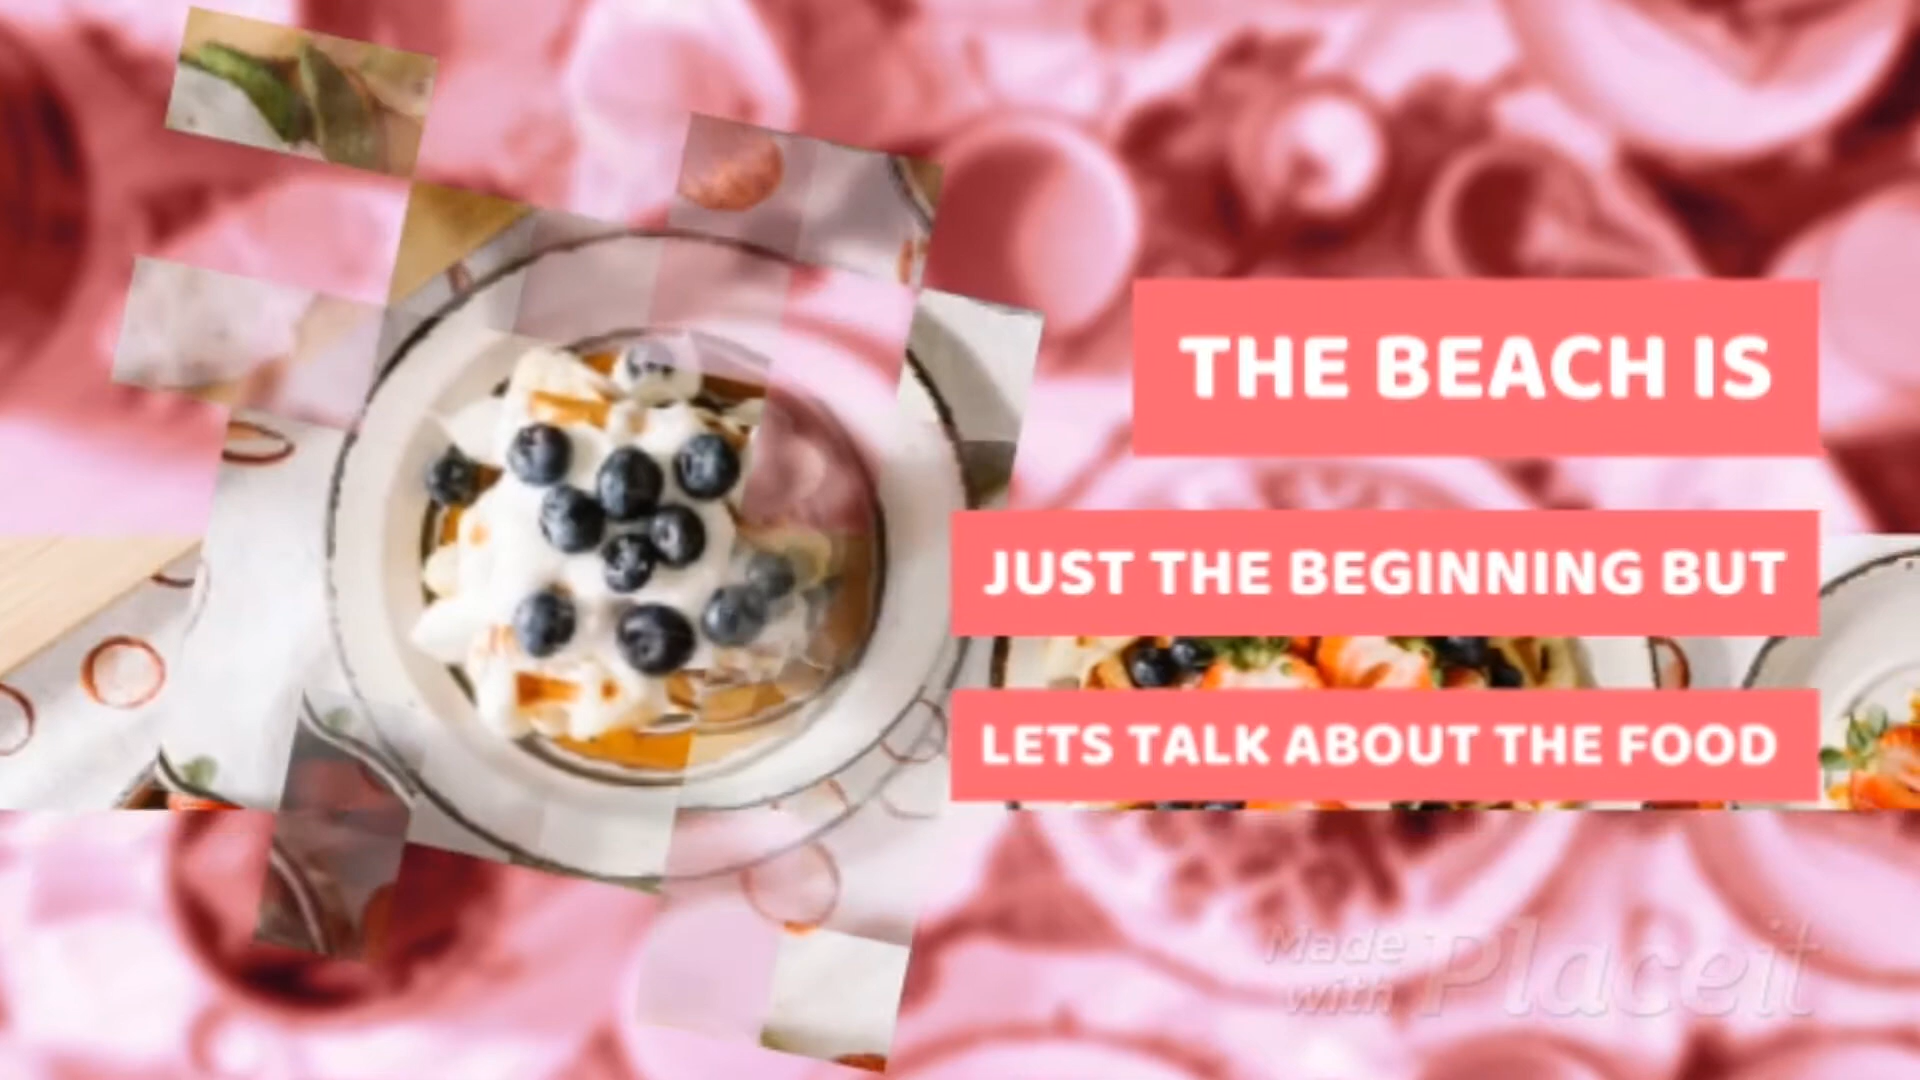 THE BEACH IS
JUST THE BEGINNING BUT
LETS TALK ABOUT THE FOOD
Made
with Placeit